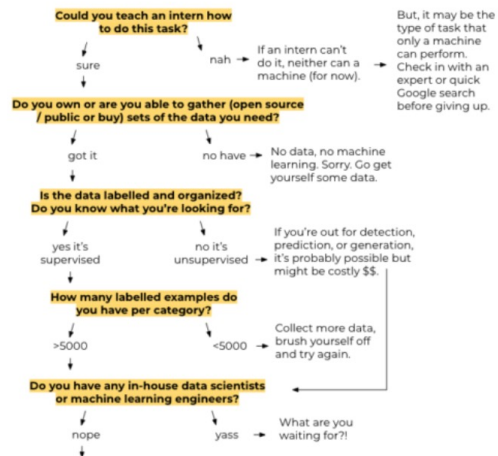 Could you teach an intern how
to do this task?
sure
nah
If an intern can't
do it, neither can a
machine (for now).
But, it may be the
type of task that
only a machine
can perform.
Check in with an
expert or quick
Google search
before giving up.
Do you own or are you able to gather (open source
/ public or buy) sets of the data you need?
got it
no have
No data, no machine
learning. Sorry. Go get
yourself some data.
Is the data labelled and organized?
Do you know what you're looking for?
yes it's
supervised
no it's
unsupervised
If you're out for detection,
prediction, or generation,
it's probably possible but
might be costly $$.
How many labelled examples do
you have per category?
>5000
<5000
Collect more data,
brush yourself off
and try again.
Do you have any in-house data scientists
or machine learning engineers?
nope
yass
What are you
waiting for?!